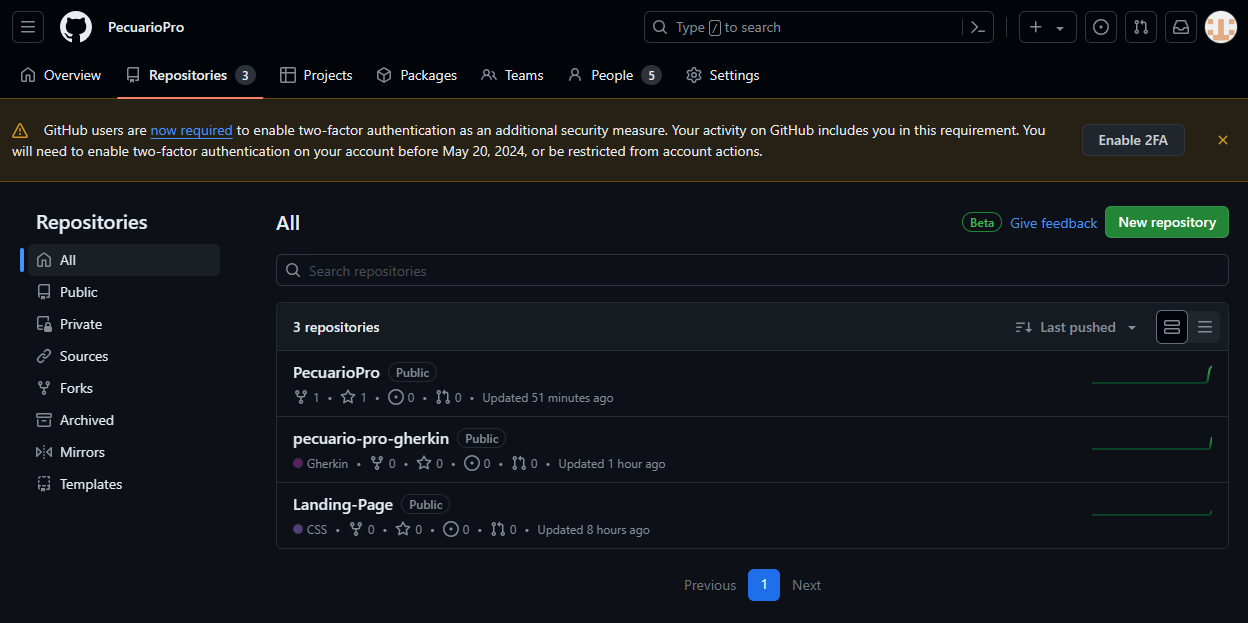 PecuarioPro
Type / to search
Overview Repositories 3 Projects Packages Teams People 5 Settings
GitHub users are now required to enable two-factor authentication as an additional security measure. Your activity on GitHub includes you in this requirement. You
will need to enable two-factor authentication on your account before May 20, 2024, or be restricted from account actions.
Enable 2FA
Repositories
All
Public
Private
Sources
Forks
Archived
Mirrors
Templates
All
Beta Give feedback New repository
Search repositories
3 repositories
Last pushed
PecuarioPro Public
1 • 1 • 0 • 0 • Updated 51 minutes ago
pecuario-pro-gherkin Public
Gherkin • 0 • 0 • 0 • 0 • Updated 1 hour ago
Landing-Page Public
CSS • 0 • 0 • 0 • 0 • Updated 8 hours ago
Previous 1 Next